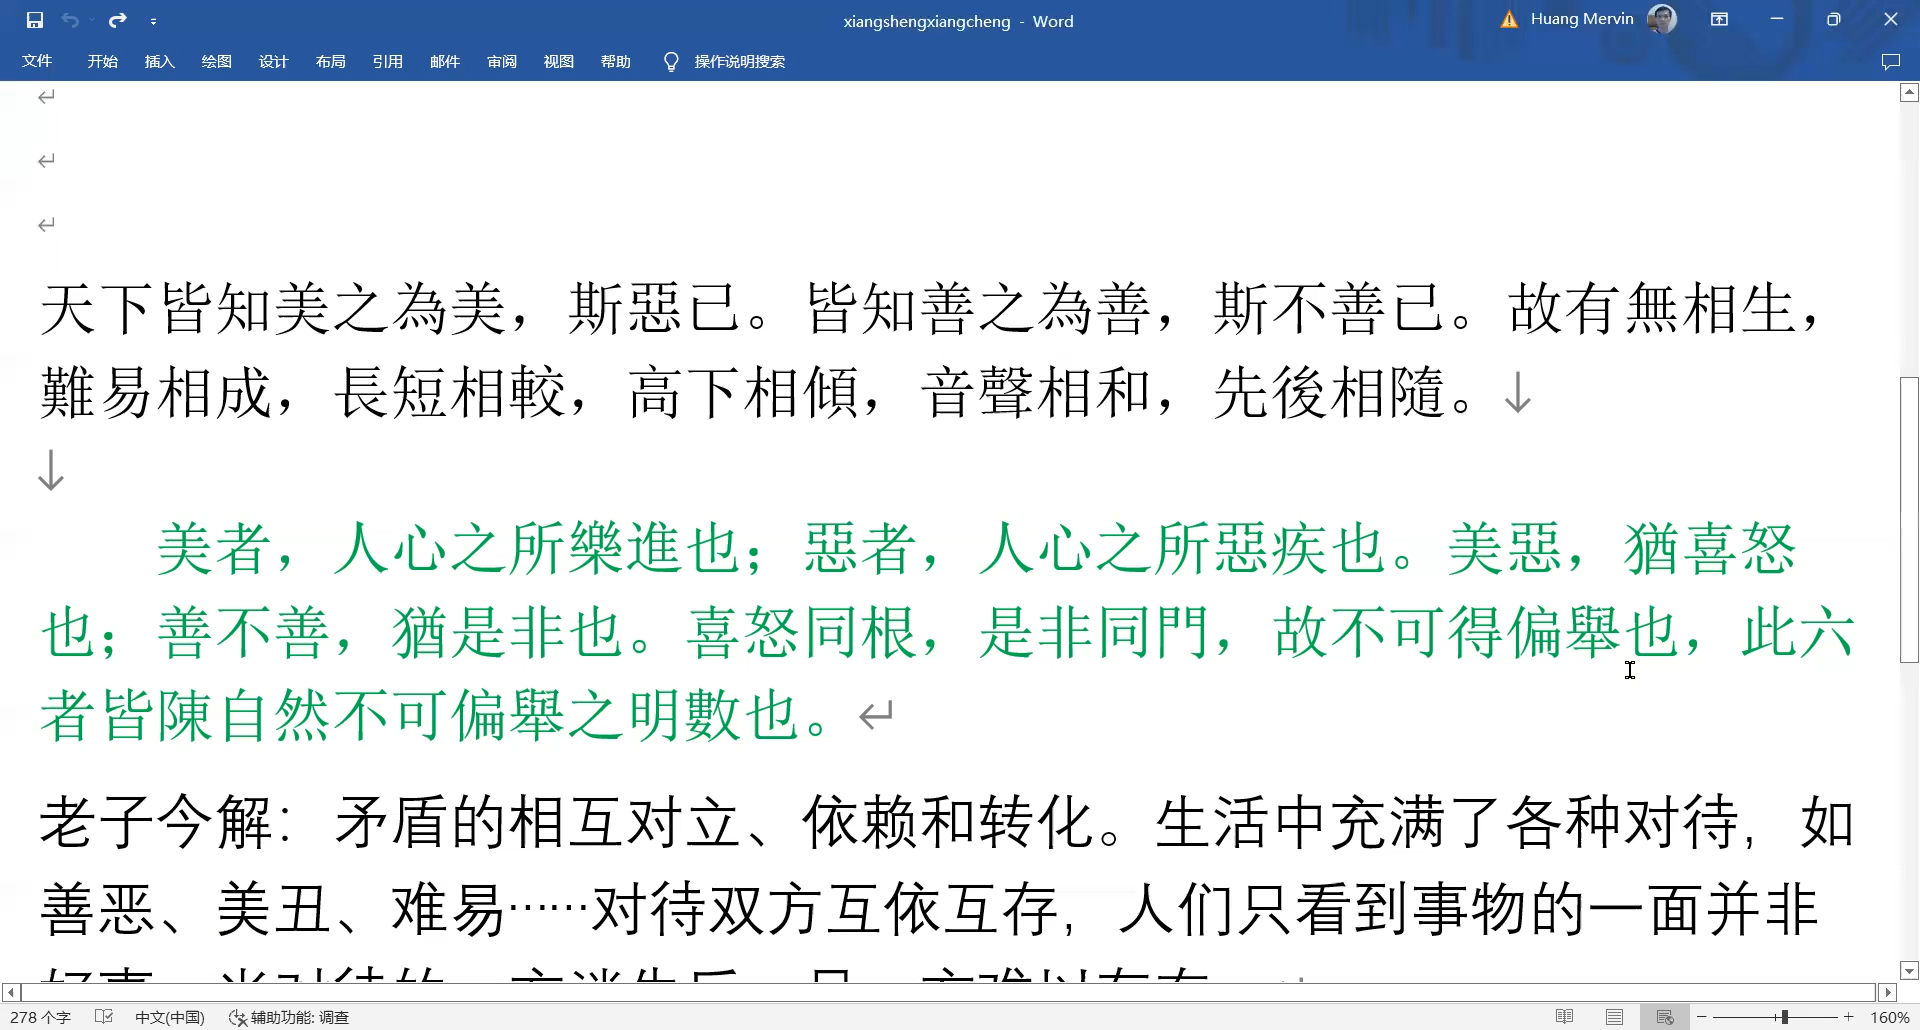 xiangshengxiangcheng - Word
Huang Mervin
文件 开始 插入 绘图 设计 布局 引用 邮件 审阅 视图 帮助 操作说明搜索
天下皆知美之為美，斯惡已。皆知善之為善，斯不善已。故有無相生，
難易相成，長短相較，高下相傾，音聲相和，先後相隨。
美者，人心之所樂進也；惡者，人心之所惡疾也。美惡，猶喜怒
也；善不善，猶是非也。喜怒同根，是非同門，故不可得偏舉也，此六
者皆陳自然不可偏舉之明數也。
老子今解：矛盾的相互对立、依赖和转化。生活中充满了各种对待，如
善恶、美丑、难易……对待双方互依互存，人们只看到事物的一面并非
278 个字 中文(中国) 辅助功能: 调查 160%